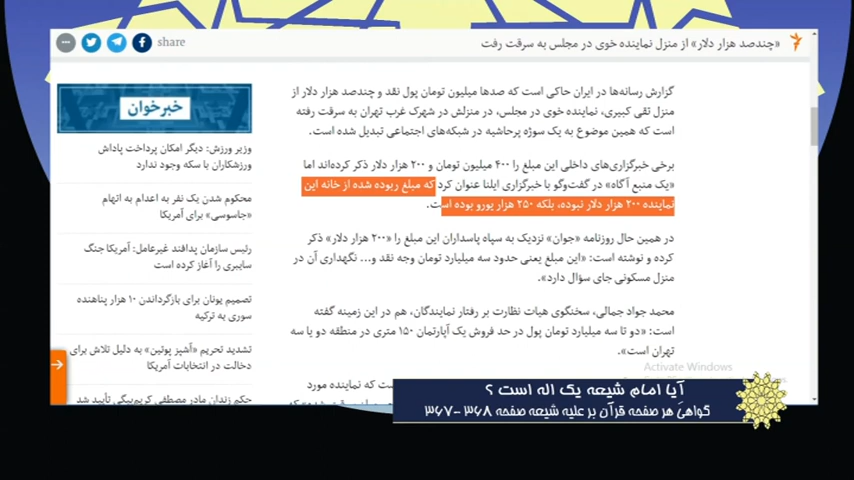 share
«چندصد هزار دلار» از منزل نماینده خوی در مجلس به سرقت رفت
گزارش رسانه‌ها در ایران حاکی است که صدها میلیون تومان پول نقد و چندصد هزار دلار از
منزل تقی کبیری، نماینده خوی در مجلس، در منزلش در شهرک غرب تهران به سرقت رفته
است که همین موضوع به یک سوژه پرحاشیه در شبکه‌های اجتماعی تبدیل شده است.
برخی خبرگزاری‌های داخلی این مبلغ را ۴۰۰ میلیون تومان و ۲۰۰ هزار دلار ذکر کرده‌اند اما
«یک منبع آگاه» در گفت‌وگو با خبرگزاری ایلنا عنوان کرد که مبلغ ربوده شده از خانه این
نماینده ۲۰۰ هزار دلار نبوده، بلکه ۲۵۰ هزار یورو بوده است.
در همین حال روزنامه «جوان» نزدیک به سپاه پاسداران این مبلغ را «۲۰۰ هزار دلار» ذکر
کرده و نوشته است: «این مبلغ یعنی حدود سه میلیارد تومان وجه نقد و... نگهداری آن در
منزل مسکونی جای سؤال دارد».
محمد جواد جمالی، سخنگوی هیات نظارت بر رفتار نمایندگان، هم در این زمینه گفته
است: «دو تا سه میلیارد تومان پول در حد فروش یک آپارتمان ۱۵۰ متری در منطقه دو یا سه
تهران است».
است که نماینده مورد
خبرخوان
وزیر ورزش: دیگر امکان پرداخت پاداش
ورزشکاران با سکه وجود ندارد
محکوم شدن یک نفر به اعدام به اتهام
«جاسوسی» برای آمریکا
رئیس سازمان پدافند غیرعامل: آمریکا جنگ
سایبری را آغاز کرده است
تصمیم یونان برای بازگرداندن ۱۰ هزار پناهنده
سوری به ترکیه
تشدید تحریم «آشپز پوتین» به دلیل تلاش برای
دخالت در انتخابات آمریکا
حکم زندان مادر مصطفی کریم‌بیگی تأیید شد
Activate Windows
آیا امام شیعه یک اله است ؟
گواهیِ هر صفحه قرآن بر علیه شیعه صفحه ۳۶۸-۳۶۷